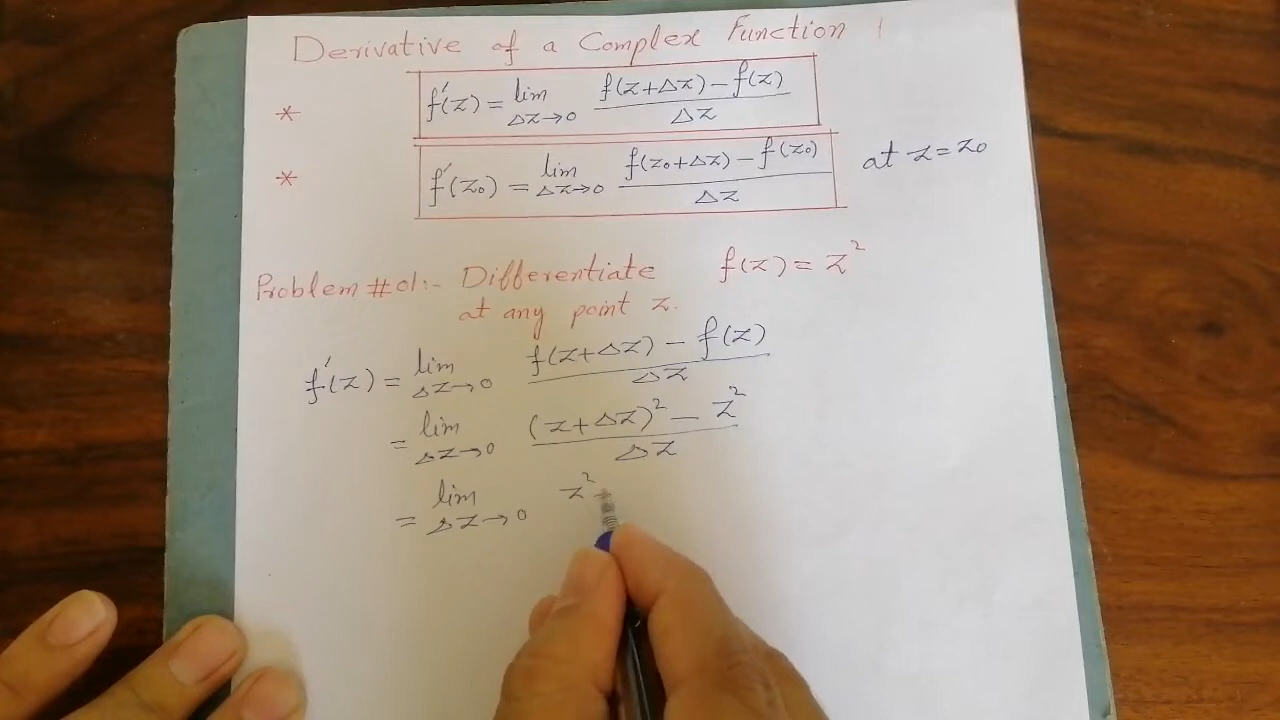 Derivative of a Complex Function
* f'(z) = lim Δz→0 f(z+Δz) − f(z) / Δz
* f'(z₀) = lim Δz→0 f(z₀+Δz) − f(z₀) / Δz at z = z₀
Problem #01:- Differentiate f(z) = z²
at any point z.
f'(z) = lim Δz→0 f(z+Δz) − f(z) / Δz
= lim Δz→0 (z+Δz)² − z² / Δz
= lim Δz→0 z²